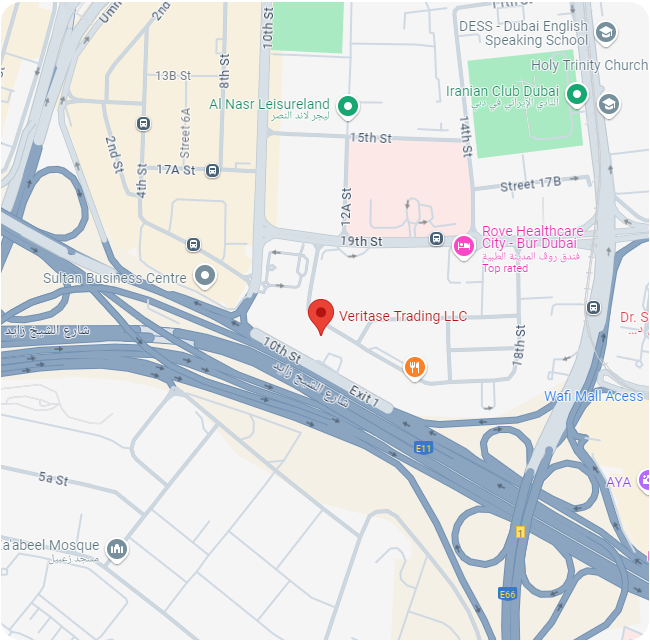 2nd St
10th St
11th St
DESS - Dubai English
Speaking School
Holy Trinity Church
8th St
13B St
Iranian Club Dubai
النادي الإيراني في دبي
Al Nasr Leisureland
ليجر لاند النصر
Street 6A
14th St
15th St
2nd St
4th St
17A St
Street 17B
12A St
19th St
Rove Healthcare
City - Bur Dubai
فندق روف المدينة الطبية
Top rated
Sultan Business Centre
Veritase Trading LLC
Dr. S
شارع الشيخ زايد
10th St
18th St
شارع الشيخ زايد
Exit 1
Wafi Mall Acess
E11
5a St
AYA
1
Za'abeel Mosque
مسجد زعبيل
E66